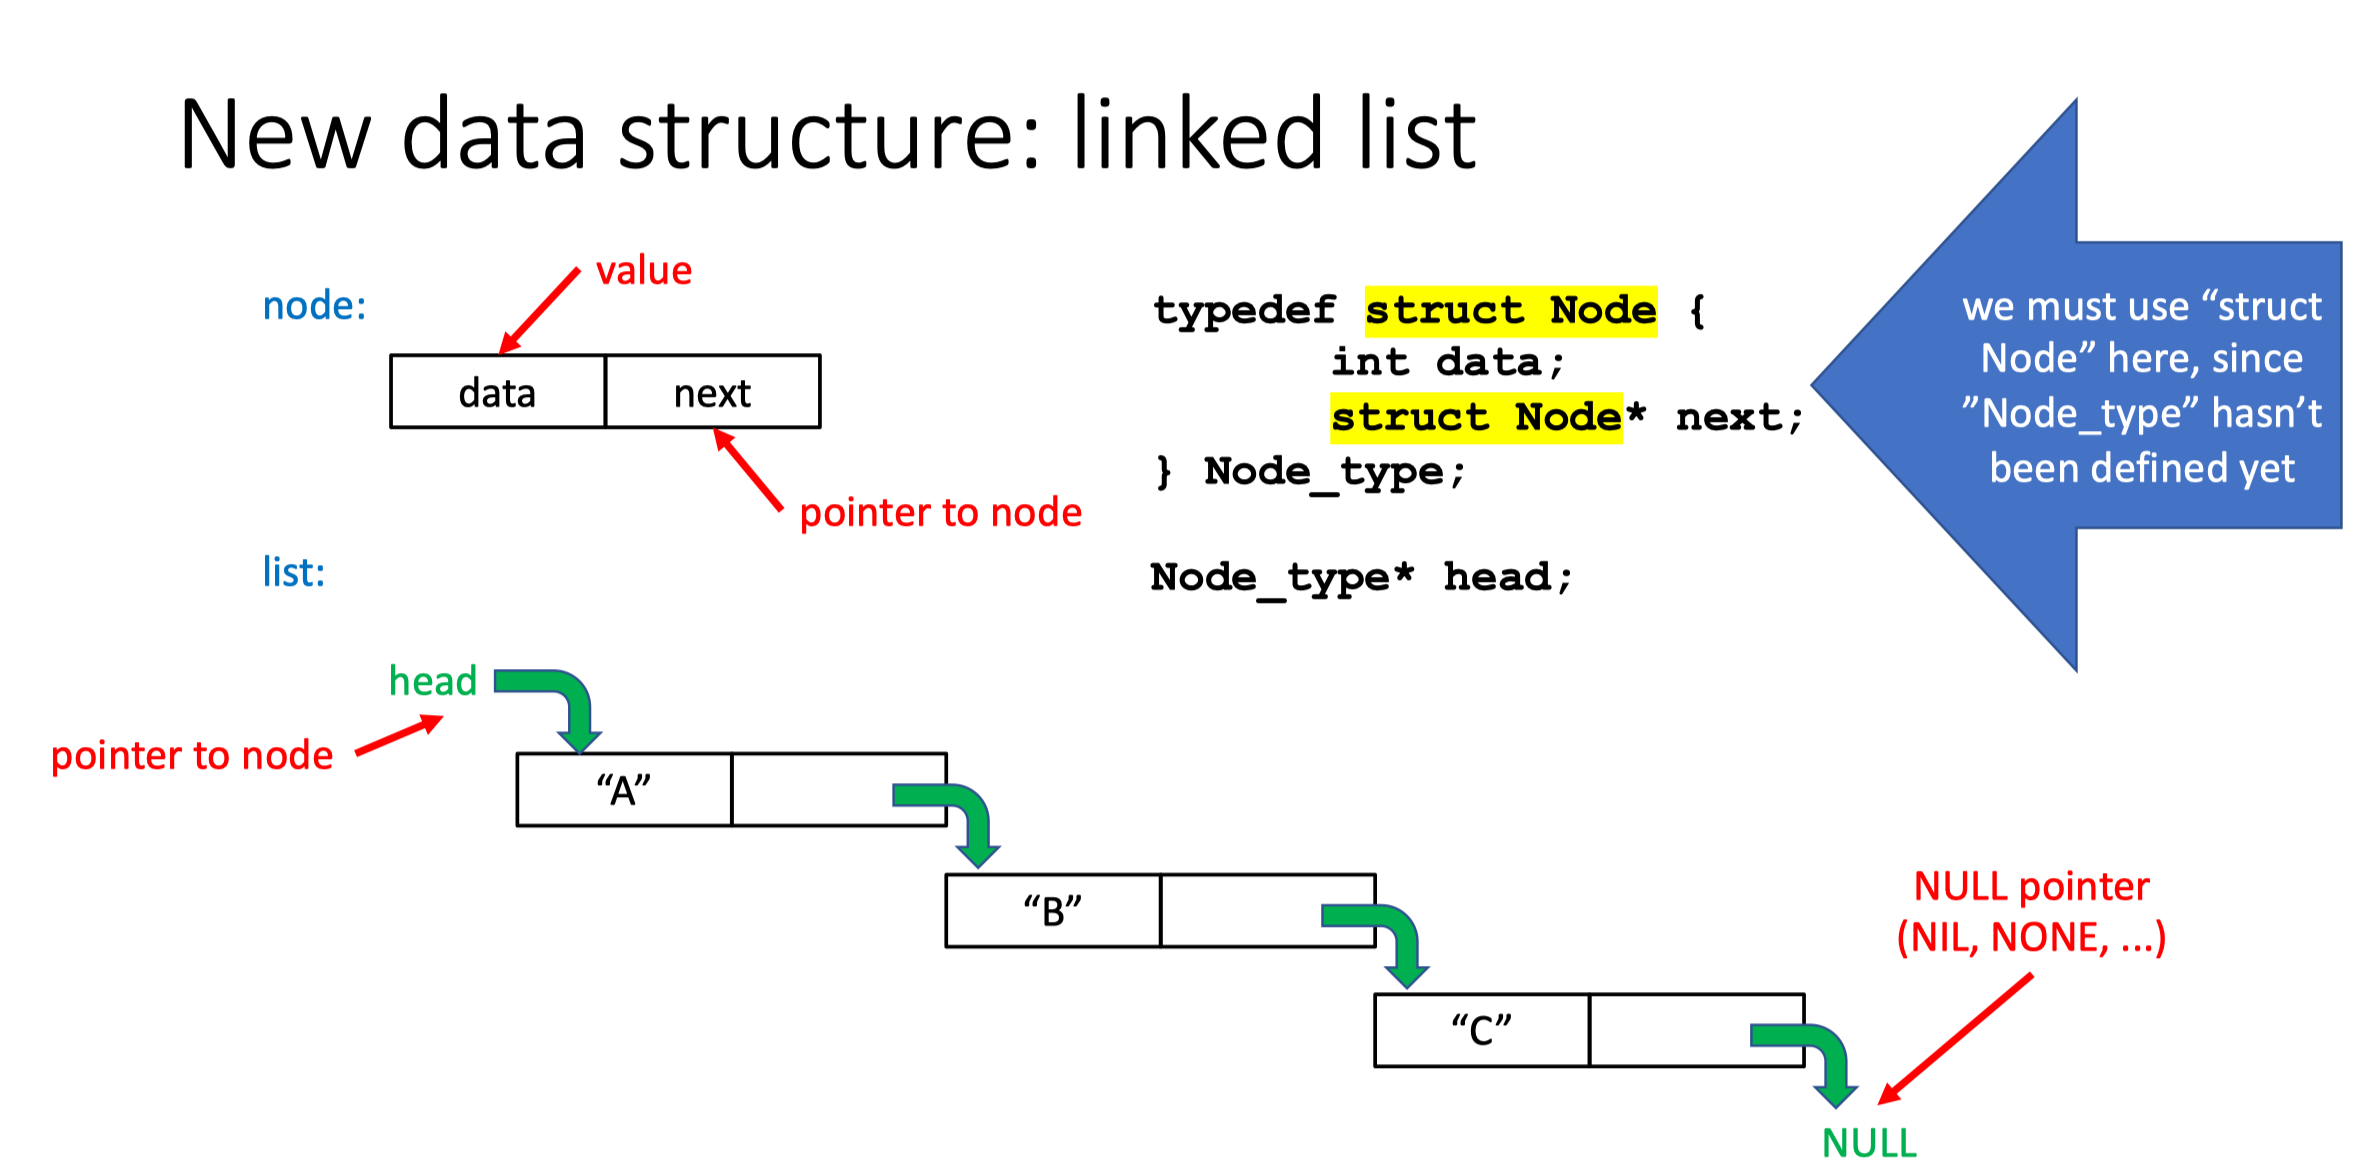 New data structure: linked list
value
node:
data
next
pointer to node
typedef struct Node {
int data;
struct Node* next;
} Node_type;
Node_type* head;
we must use “struct
Node” here, since
”Node_type” hasn’t
been defined yet
list:
head
pointer to node
“A”
“B”
“C”
NULL pointer
(NIL, NONE, ...)
NULL